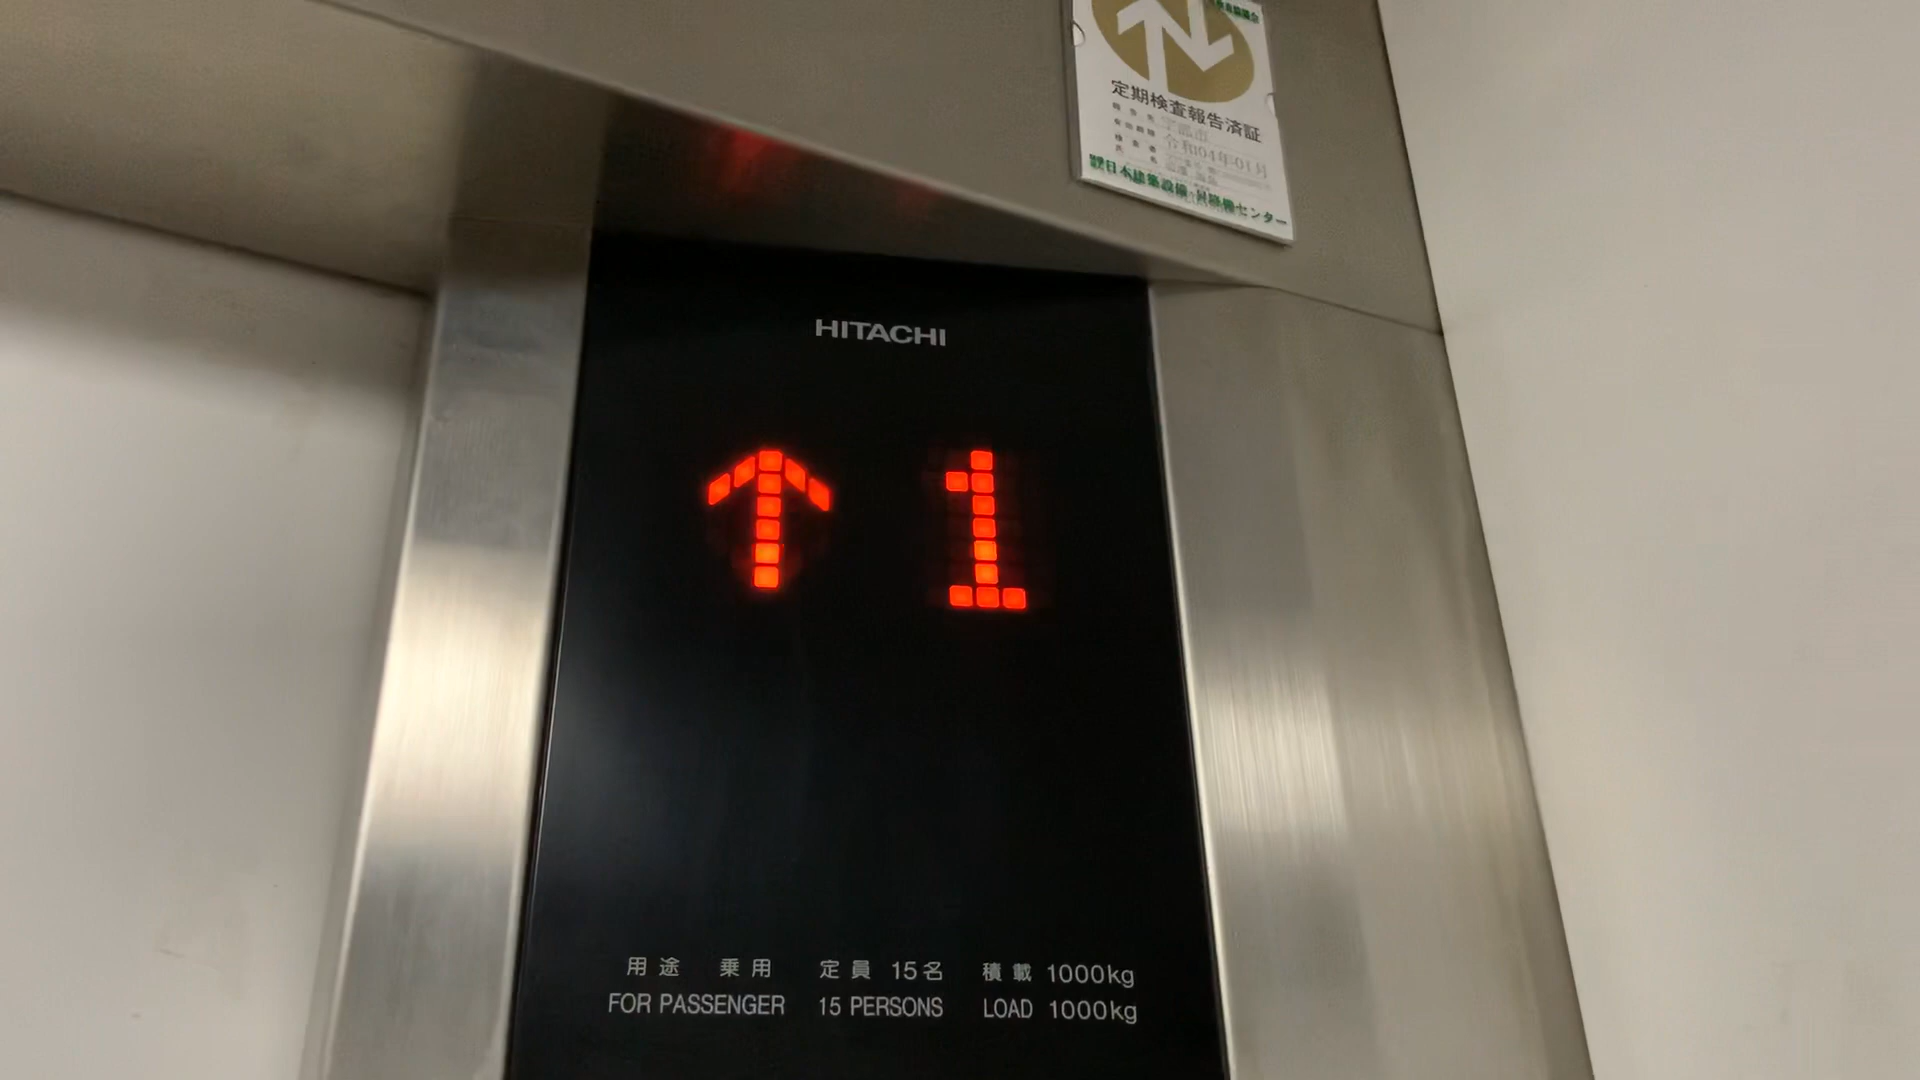 定期検査報告済証
令和04年01月
日本建築設備・昇降機センター
HITACHI
1
用途 乗用 定員 15名 積載 1000kg
FOR PASSENGER 15 PERSONS LOAD 1000kg